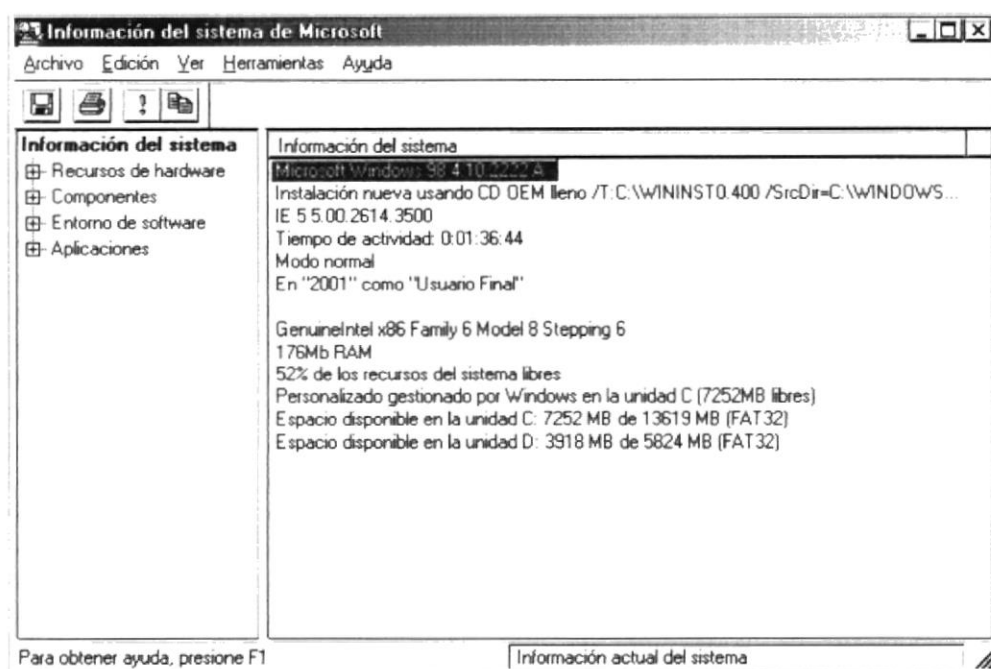 Información del sistema de Microsoft
Archivo Edición Ver Herramientas Ayuda
Información del sistema
Recursos de hardware
Componentes
Entorno de software
Aplicaciones
Información del sistema
Microsoft Windows 98 4.10.2222 A
Instalación nueva usando CD OEM lleno /T:C:\WININST0.400 /SrcDir=C:\WINDOWS...
IE 5 5.00.2614.3500
Tiempo de actividad: 0:01:36:44
Modo normal
En "2001" como "Usuario Final"
GenuineIntel x86 Family 6 Model 8 Stepping 6
176Mb RAM
52% de los recursos del sistema libres
Personalizado gestionado por Windows en la unidad C (7252MB libres)
Espacio disponible en la unidad C: 7252 MB de 13619 MB (FAT32)
Espacio disponible en la unidad D: 3918 MB de 5824 MB (FAT32)
Para obtener ayuda, presione F1
Información actual del sistema